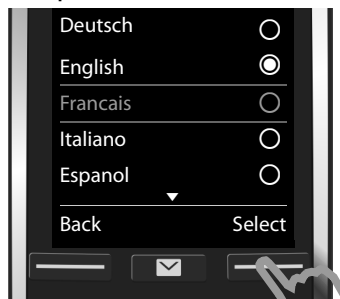 Deutsch
English
Francais
Italiano
Espanol
Back Select